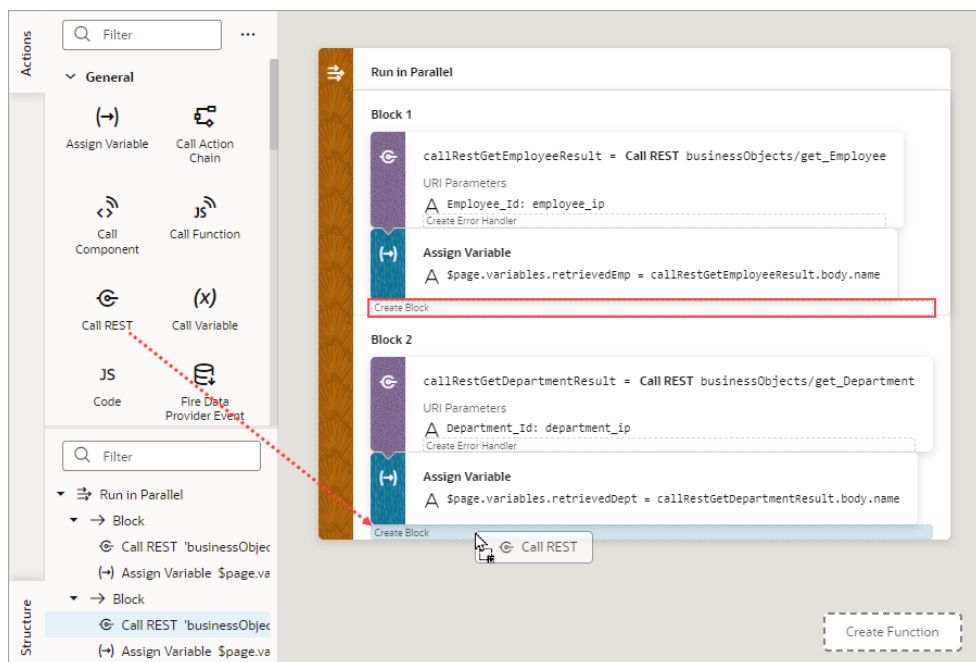 Actions
Filter
...
General
Assign Variable
Call Action
Chain
Call
Component
Call Function
Call REST
(x)
Call Variable
JS
Code
Fire Data
Provider Event
Filter
Run in Parallel
Block
Call REST 'businessObjec
Assign Variable $page.va
Block
Call REST 'businessObjec
Assign Variable $page.va
Structure
Run in Parallel
Block 1
callRestGetEmployeeResult = Call REST businessObjects/get_Employee
URI Parameters
A Employee_Id: employee_ip
Create Error Handler
Assign Variable
A $page.variables.retrievedEmp = callRestGetEmployeeResult.body.name
Create Block
Block 2
callRestGetDepartmentResult = Call REST businessObjects/get_Department
URI Parameters
A Department_Id: department_ip
Create Error Handler
Assign Variable
A $page.variables.retrievedDept = callRestGetDepartmentResult.body.name
Create Block
Call REST
Create Function